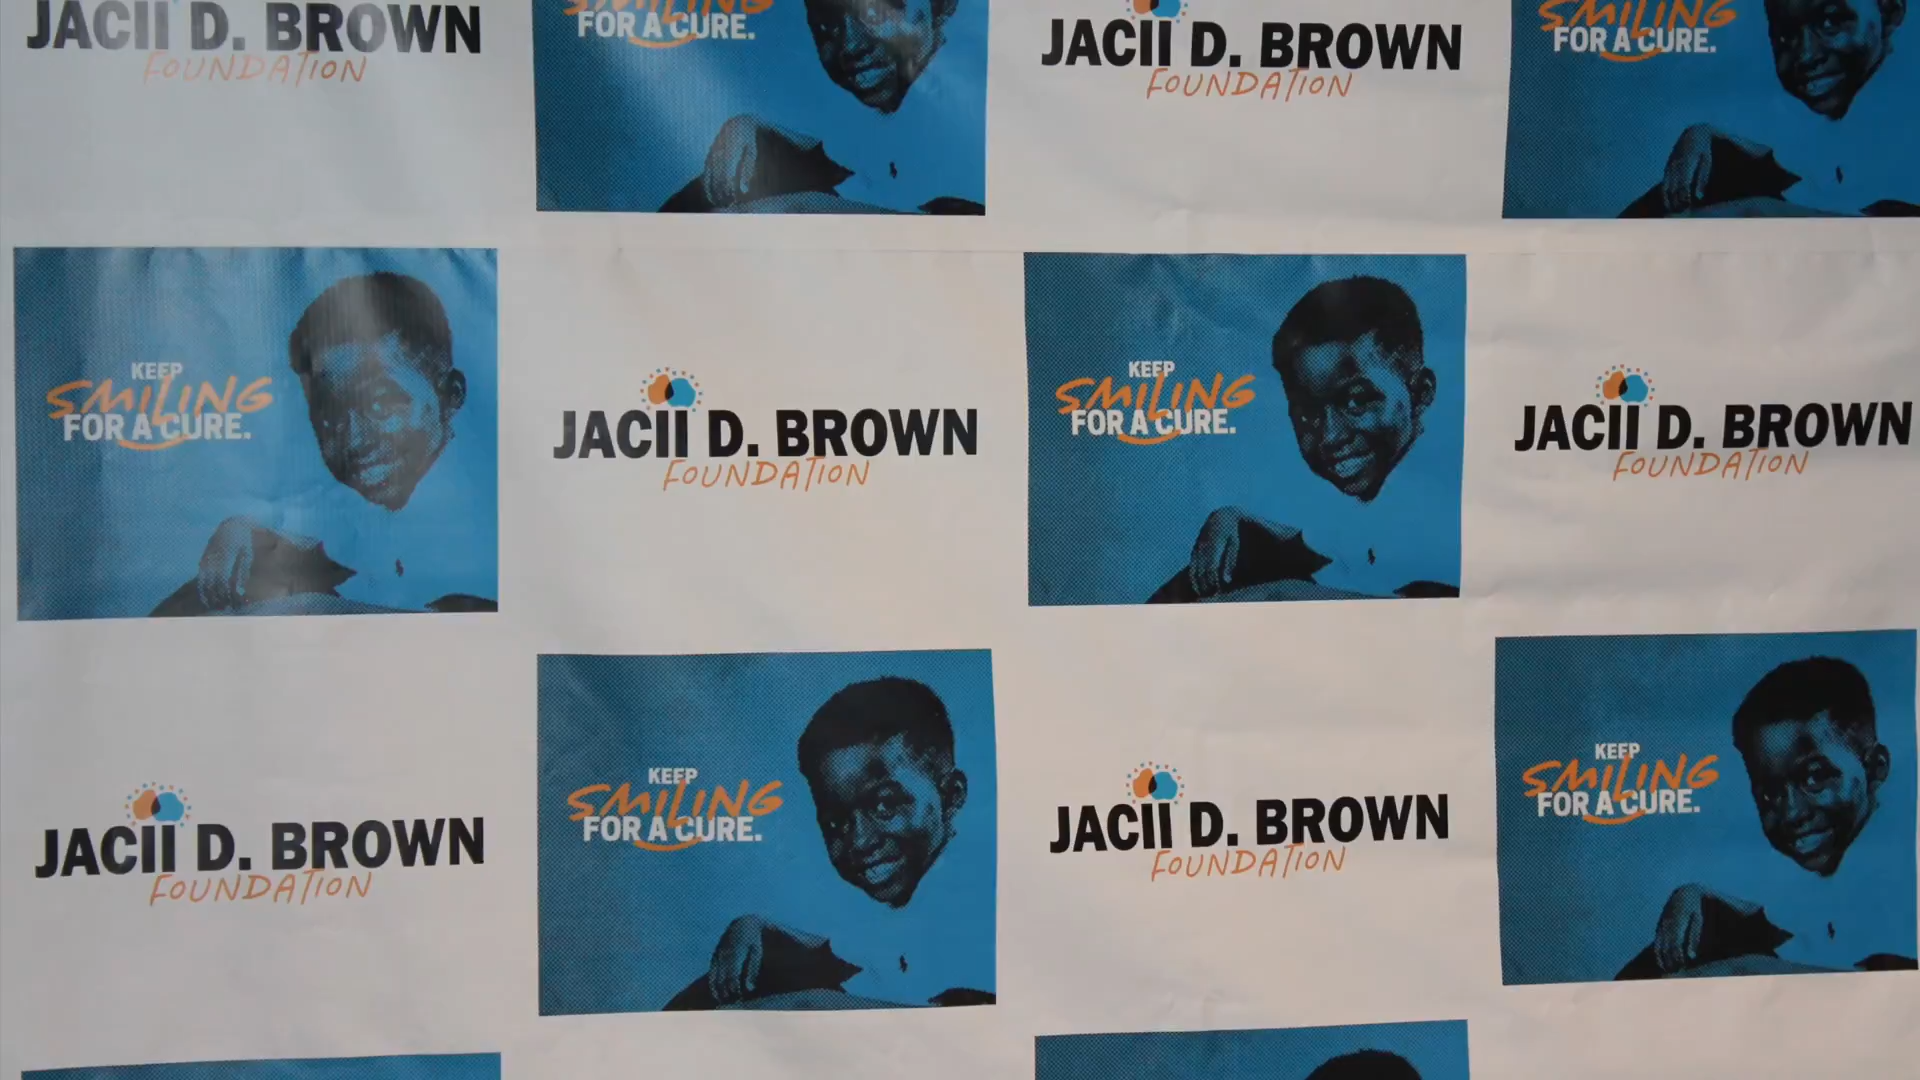 JACII D. BROWN
FOUNDATION
SMILING
FOR A CURE.
JACII D. BROWN
FOUNDATION
SMILING
FOR A CURE.
KEEP
SMILING
FOR A CURE.
JACII D. BROWN
FOUNDATION
KEEP
SMILING
FOR A CURE.
JACII D. BROWN
FOUNDATION
JACII D. BROWN
FOUNDATION
KEEP
SMILING
FOR A CURE.
JACII D. BROWN
FOUNDATION
KEEP
SMILING
FOR A CURE.